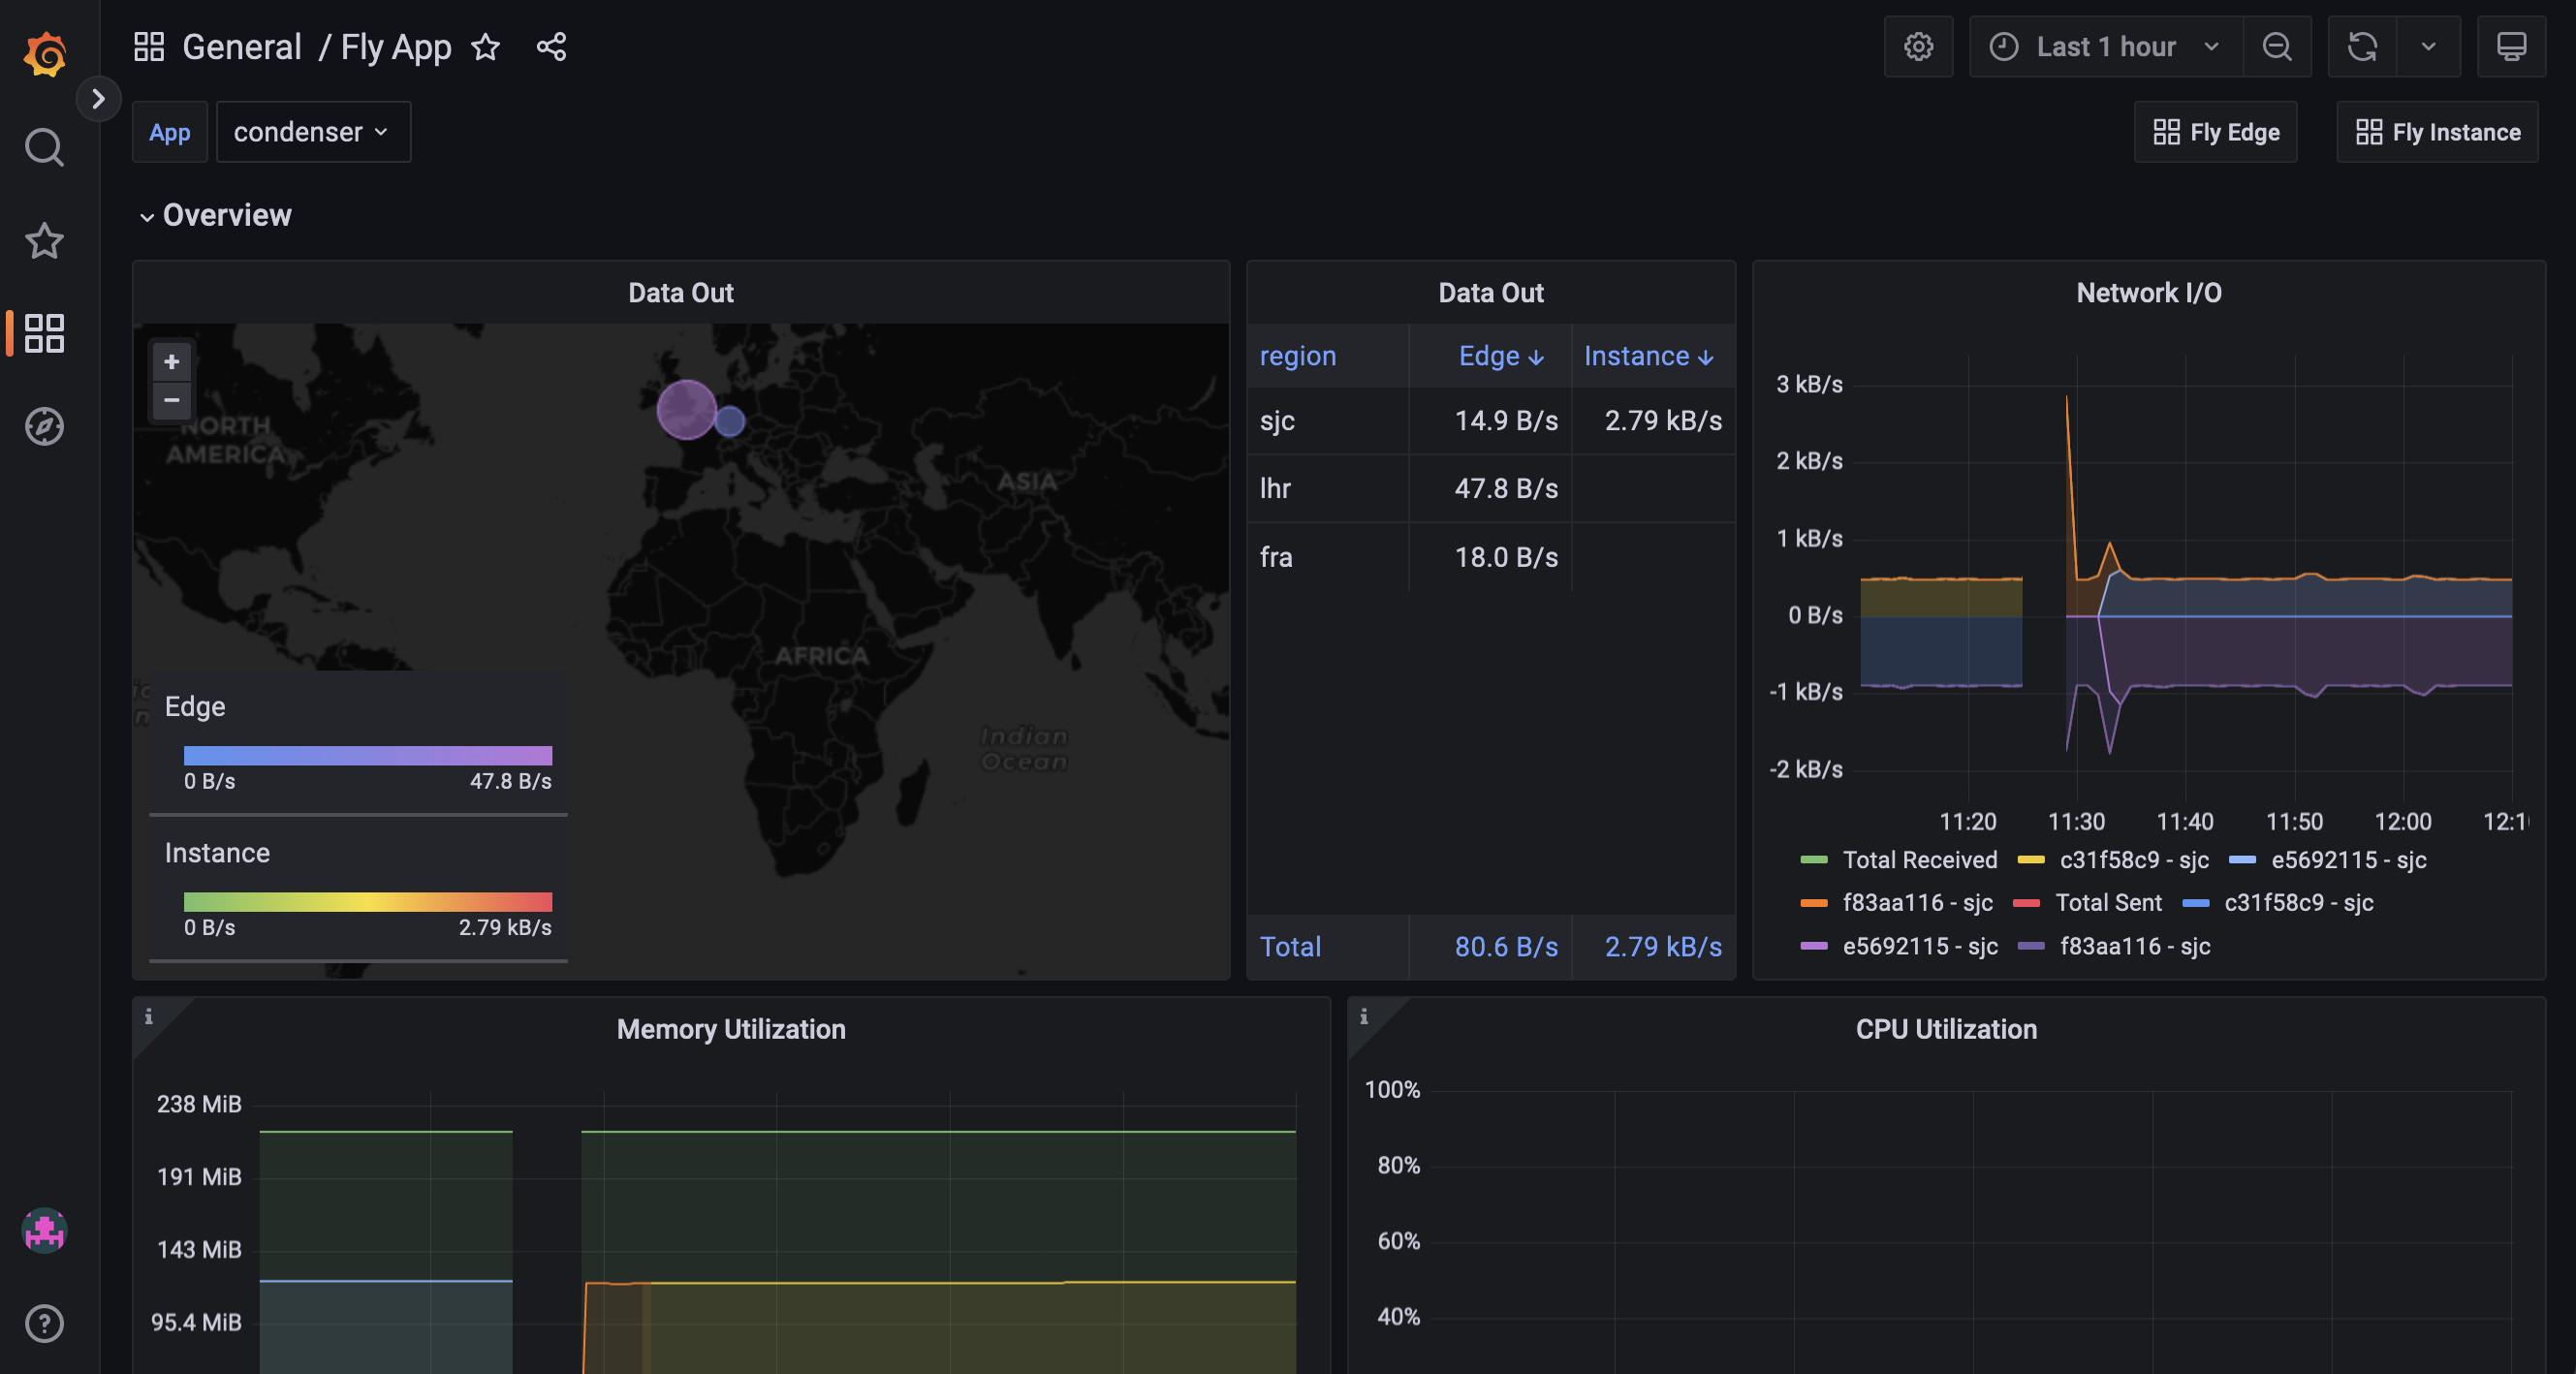 General / Fly App
Last 1 hour
App condenser
Fly Edge
Fly Instance
Overview
Data Out
+
−
NORTH
AMERICA
ASIA
AFRICA
Indian
Ocean
Edge
0 B/s 47.8 B/s
Instance
0 B/s 2.79 kB/s
Data Out
region Edge Instance
sjc 14.9 B/s 2.79 kB/s
lhr 47.8 B/s
fra 18.0 B/s
Total 80.6 B/s 2.79 kB/s
Network I/O
3 kB/s
2 kB/s
1 kB/s
0 B/s
-1 kB/s
-2 kB/s
11:20 11:30 11:40 11:50 12:00
Total Received c31f58c9 - sjc e5692115 - sjc
f83aa116 - sjc Total Sent c31f58c9 - sjc
e5692115 - sjc f83aa116 - sjc
i
Memory Utilization
238 MiB
191 MiB
143 MiB
95.4 MiB
i
CPU Utilization
100%
80%
60%
40%
?